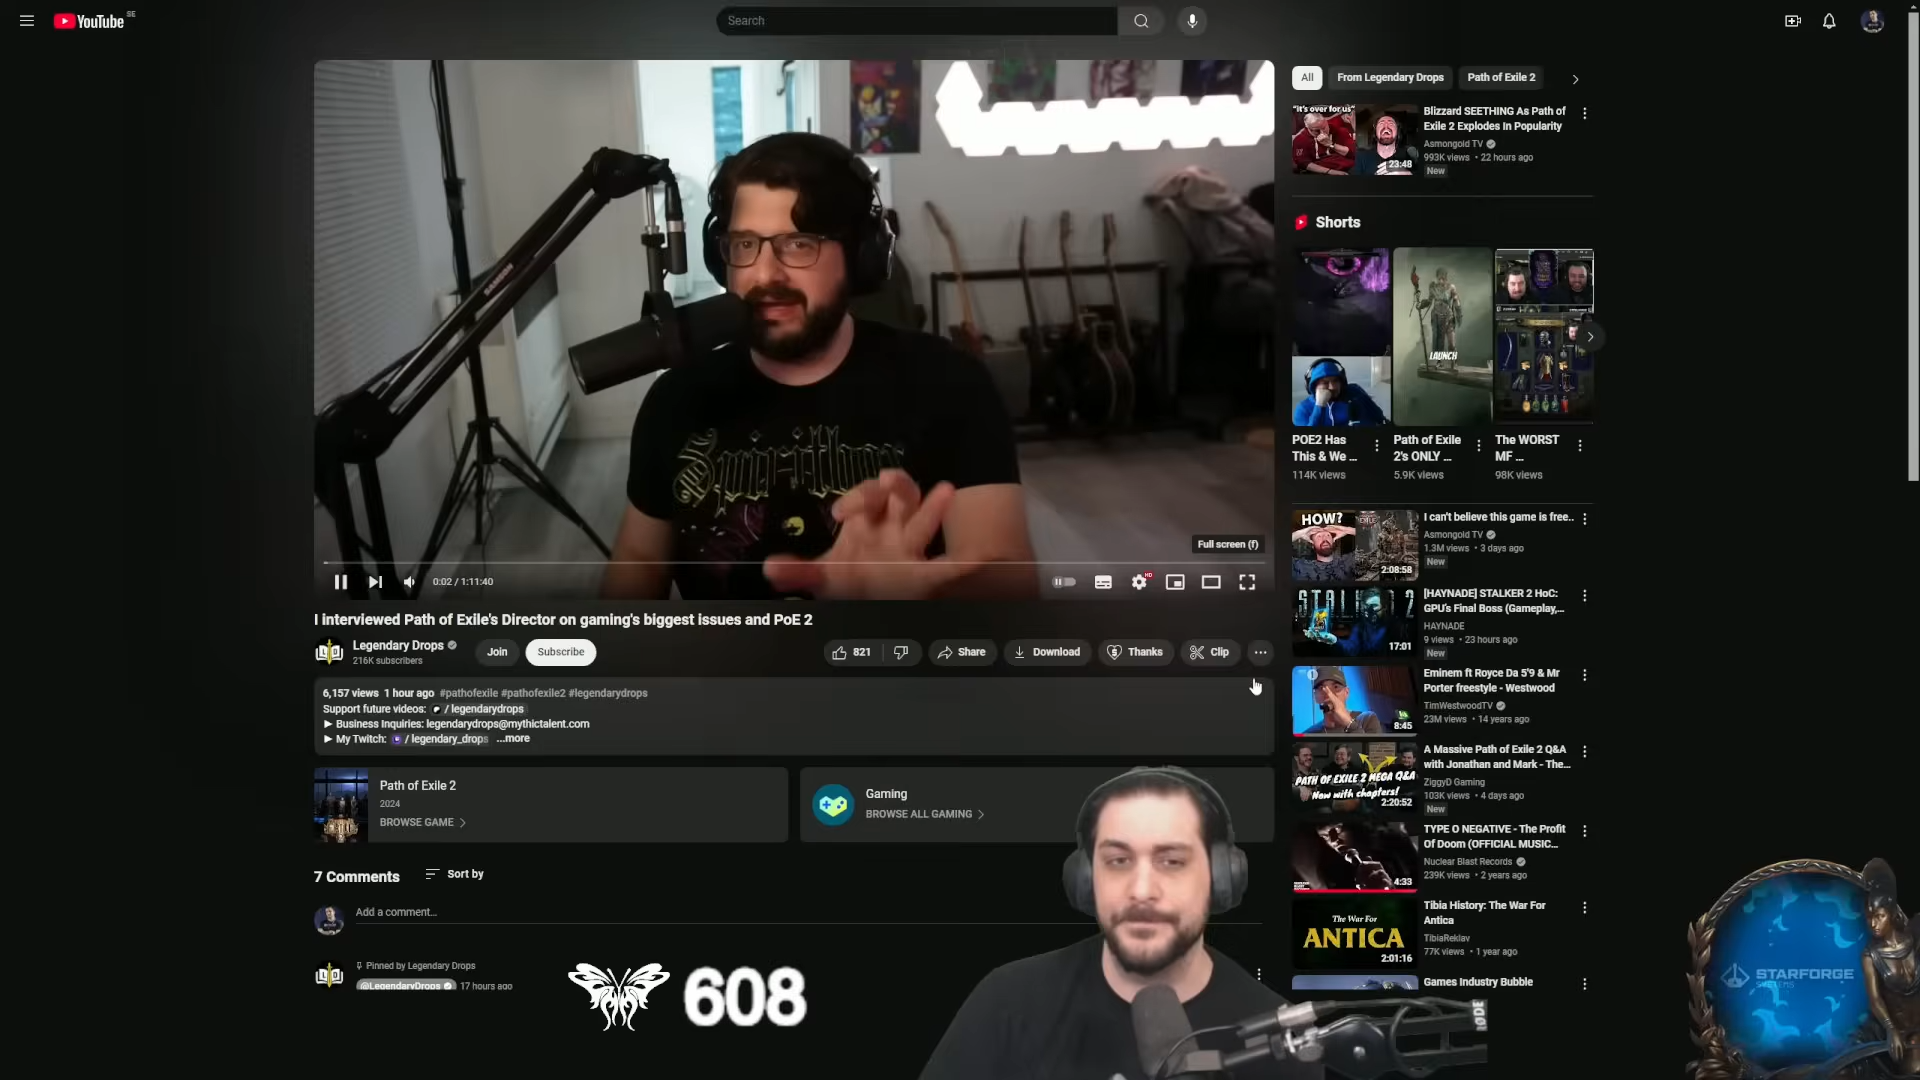 YouTube SE
Search
SAMSON
Full screen (f)
0:02 / 1:11:40
HD
I interviewed Path of Exile's Director on gaming's biggest issues and PoE 2
Legendary Drops
216K subscribers
Join
Subscribe
821
Share
Download
Thanks
Clip
6,157 views 1 hour ago #pathofexile #pathofexile2 #legendarydrops
Support future videos: / legendarydrops
► Business Inquiries: legendarydrops@mythictalent.com
► My Twitch: / legendary_drops ...more
Path of Exile 2
2024
BROWSE GAME
Gaming
BROWSE ALL GAMING
7 Comments
Sort by
Add a comment...
Pinned by Legendary Drops
@LegendaryDrops 17 hours ago
608
RØDE
All
From Legendary Drops
Path of Exile 2
"it's over for us"
23:48
Blizzard SEETHING As Path of
Exile 2 Explodes In Popularity
Asmongold TV
993K views • 22 hours ago
New
Shorts
LAUNCH
POE2 Has
This & We ...
114K views
Path of Exile
2's ONLY ...
5.9K views
The WORST
MF ...
98K views
HOW?
2:08:58
I can't believe this game is free..
Asmongold TV
1.3M views • 3 days ago
New
STALKER 2
17:01
[HAYNADE] STALKER 2 HoC:
GPU's Final Boss (Gameplay,...
HAYNADE
9 views • 23 hours ago
New
8:45
Eminem ft Royce Da 5'9 & Mr
Porter freestyle - Westwood
TimWestwoodTV
23M views • 14 years ago
PATH OF EXILE 2 MEGA Q&A
Now with chapters!
2:20:52
A Massive Path of Exile 2 Q&A
with Jonathan and Mark - The...
ZiggyD Gaming
103K views • 4 days ago
New
4:33
TYPE O NEGATIVE - The Profit
Of Doom (OFFICIAL MUSIC...
Nuclear Blast Records
239K views • 2 years ago
The War For
ANTICA
2:01:16
Tibia History: The War For
Antica
TibiaReklav
77K views • 1 year ago
Games Industry Bubble
STARFORGE
SYSTEMS